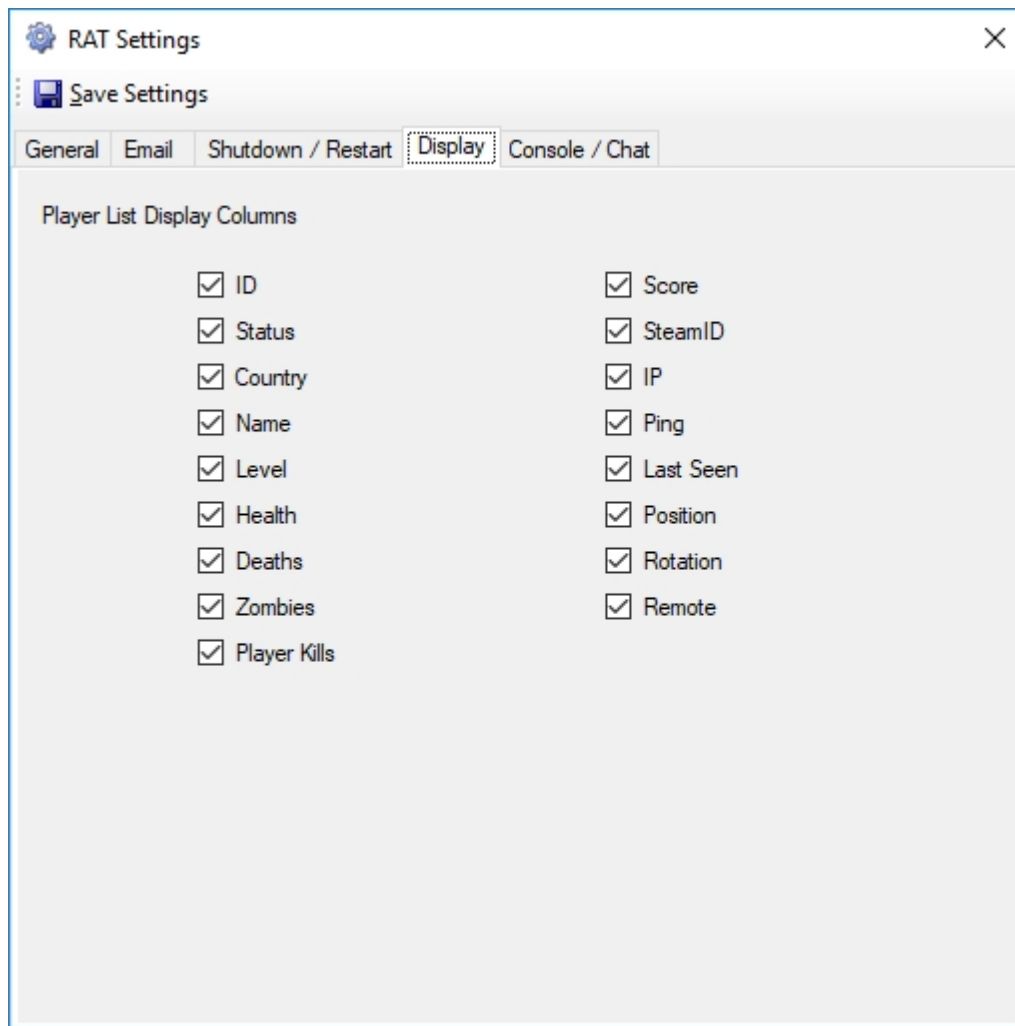 RAT Settings
Save Settings
General Email Shutdown / Restart Display Console / Chat
Player List Display Columns
ID
Status
Country
Name
Level
Health
Deaths
Zombies
Player Kills
Score
SteamID
IP
Ping
Last Seen
Position
Rotation
Remote